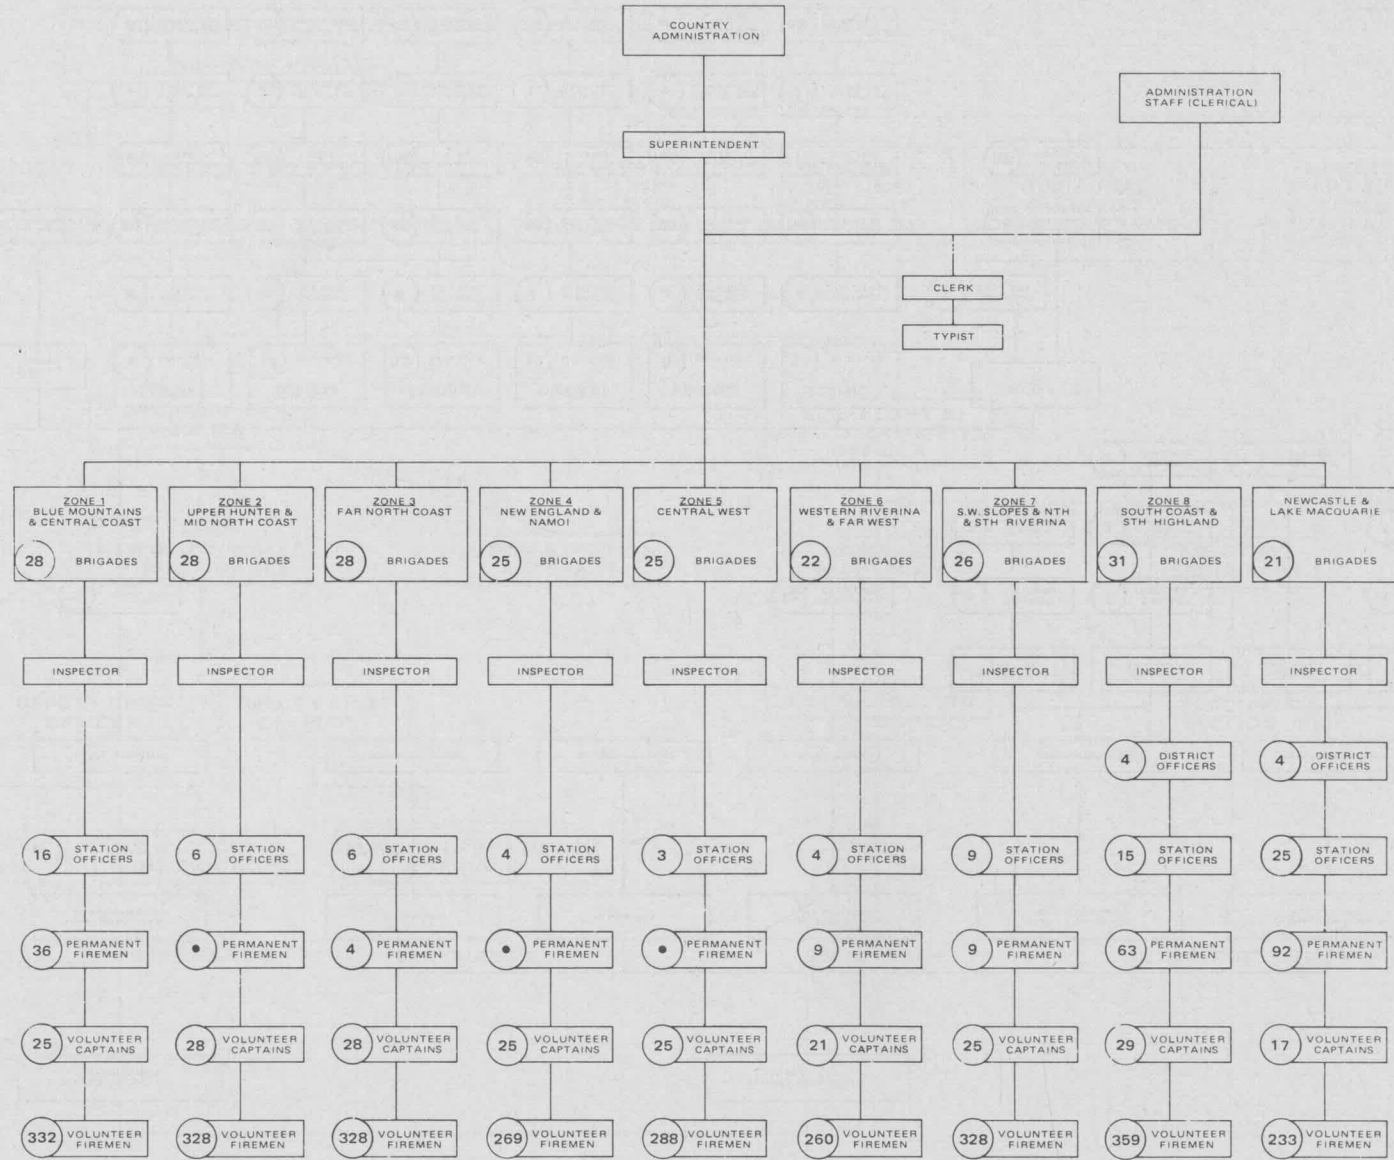 COUNTRY
ADMINISTRATION
ADMINISTRATION
STAFF (CLERICAL)
SUPERINTENDENT
CLERK
TYPIST
ZONE 1
BLUE MOUNTAINS
& CENTRAL COAST
28 BRIGADES
ZONE 2
UPPER HUNTER &
MID NORTH COAST
28 BRIGADES
ZONE 3
FAR NORTH COAST
28 BRIGADES
ZONE 4
NEW ENGLAND &
NAMOI
25 BRIGADES
ZONE 5
CENTRAL WEST
25 BRIGADES
ZONE 6
WESTERN RIVERINA
& FAR WEST
22 BRIGADES
ZONE 7
S.W. SLOPES & NTH
& STH RIVERINA
26 BRIGADES
ZONE 8
SOUTH COAST &
STH HIGHLAND
31 BRIGADES
NEWCASTLE &
LAKE MACQUARIE
21 BRIGADES
INSPECTOR
INSPECTOR
INSPECTOR
INSPECTOR
INSPECTOR
INSPECTOR
INSPECTOR
INSPECTOR
INSPECTOR
4 DISTRICT
OFFICERS
4 DISTRICT
OFFICERS
16 STATION
OFFICERS
6 STATION
OFFICERS
6 STATION
OFFICERS
4 STATION
OFFICERS
3 STATION
OFFICERS
4 STATION
OFFICERS
9 STATION
OFFICERS
15 STATION
OFFICERS
25 STATION
OFFICERS
36 PERMANENT
FIREMEN
• PERMANENT
FIREMEN
4 PERMANENT
FIREMEN
• PERMANENT
FIREMEN
• PERMANENT
FIREMEN
9 PERMANENT
FIREMEN
9 PERMANENT
FIREMEN
63 PERMANENT
FIREMEN
92 PERMANENT
FIREMEN
25 VOLUNTEER
CAPTAINS
28 VOLUNTEER
CAPTAINS
28 VOLUNTEER
CAPTAINS
25 VOLUNTEER
CAPTAINS
25 VOLUNTEER
CAPTAINS
21 VOLUNTEER
CAPTAINS
25 VOLUNTEER
CAPTAINS
29 VOLUNTEER
CAPTAINS
17 VOLUNTEER
CAPTAINS
332 VOLUNTEER
FIREMEN
328 VOLUNTEER
FIREMEN
328 VOLUNTEER
FIREMEN
269 VOLUNTEER
FIREMEN
288 VOLUNTEER
FIREMEN
260 VOLUNTEER
FIREMEN
328 VOLUNTEER
FIREMEN
359 VOLUNTEER
FIREMEN
233 VOLUNTEER
FIREMEN